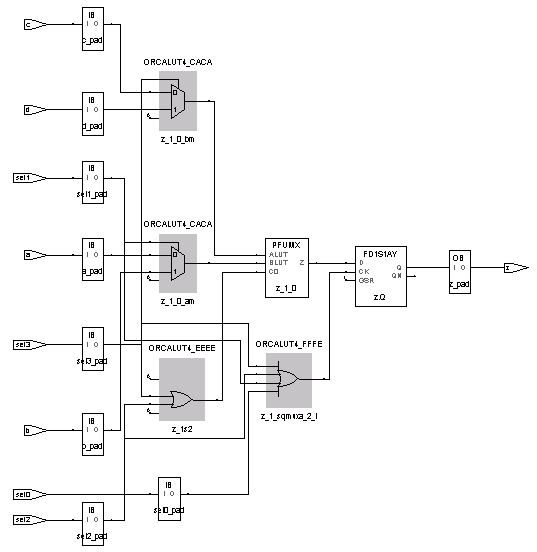 c
IB
I O
c_pad
ORCALUT4_CACA
0
1
z_1_0_bm
d
IB
I O
d_pad
sel1
IB
I O
sel1_pad
ORCALUT4_CACA
0
1
z_1_0_am
a
IB
I O
a_pad
PFUMX
ALUT
BLUT Z
C0
z_1_0
FD1S1AY
D
CK
GSR
Q
QN
z.Q
OB
I O
z_pad
z
sel3
IB
I O
sel3_pad
ORCALUT4_EEEE
z_1s2
ORCALUT4_FFFE
z_1_sqmuxa_2_i
b
IB
I O
b_pad
sel0
IB
I O
sel0_pad
sel2
IB
I O
sel2_pad